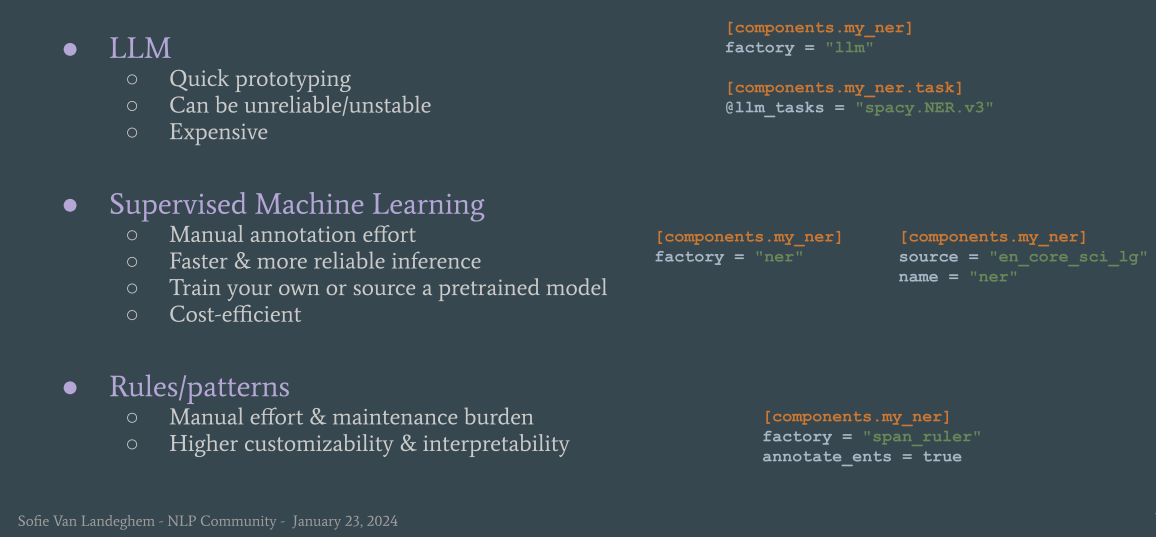 ● LLM
○ Quick prototyping
○ Can be unreliable/unstable
○ Expensive
[components.my_ner]
factory = "llm"
[components.my_ner.task]
@llm_tasks = "spacy.NER.v3"
● Supervised Machine Learning
○ Manual annotation effort
○ Faster & more reliable inference
○ Train your own or source a pretrained model
○ Cost-efficient
[components.my_ner]
factory = "ner"
[components.my_ner]
source = "en_core_sci_lg"
name = "ner"
● Rules/patterns
○ Manual effort & maintenance burden
○ Higher customizability & interpretability
[components.my_ner]
factory = "span_ruler"
annotate_ents = true
Sofie Van Landeghem - NLP Community - January 23, 2024